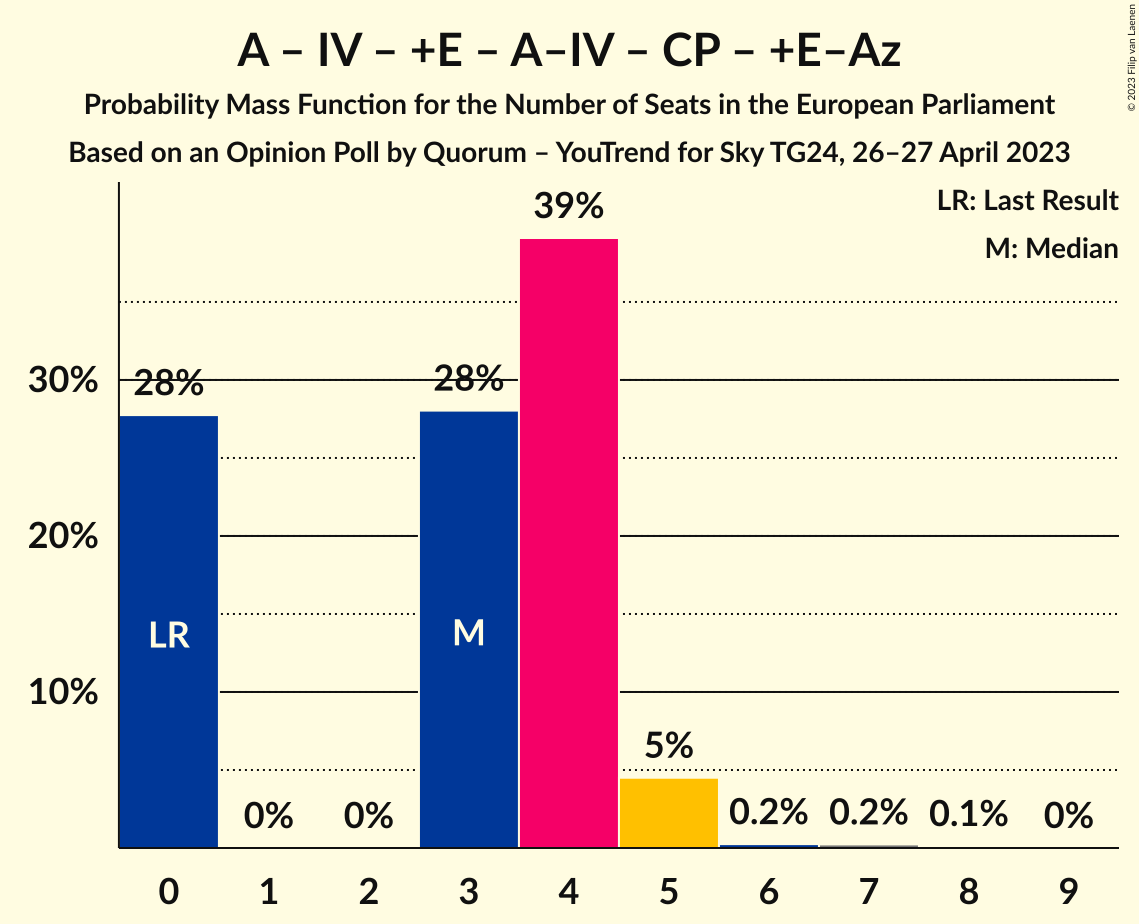 A – IV – +E – A–IV – CP – +E–Az
Probability Mass Function for the Number of Seats in the European Parliament
Based on an Opinion Poll by Quorum – YouTrend for Sky TG24, 26–27 April 2023
© 2023 Filip van Laenen
LR: Last Result
M: Median
39%
30%
28%
28%
20%
LR
M
10%
5%
0%
0%
0.2%
0.2%
0.1%
0%
0 1 2 3 4 5 6 7 8 9